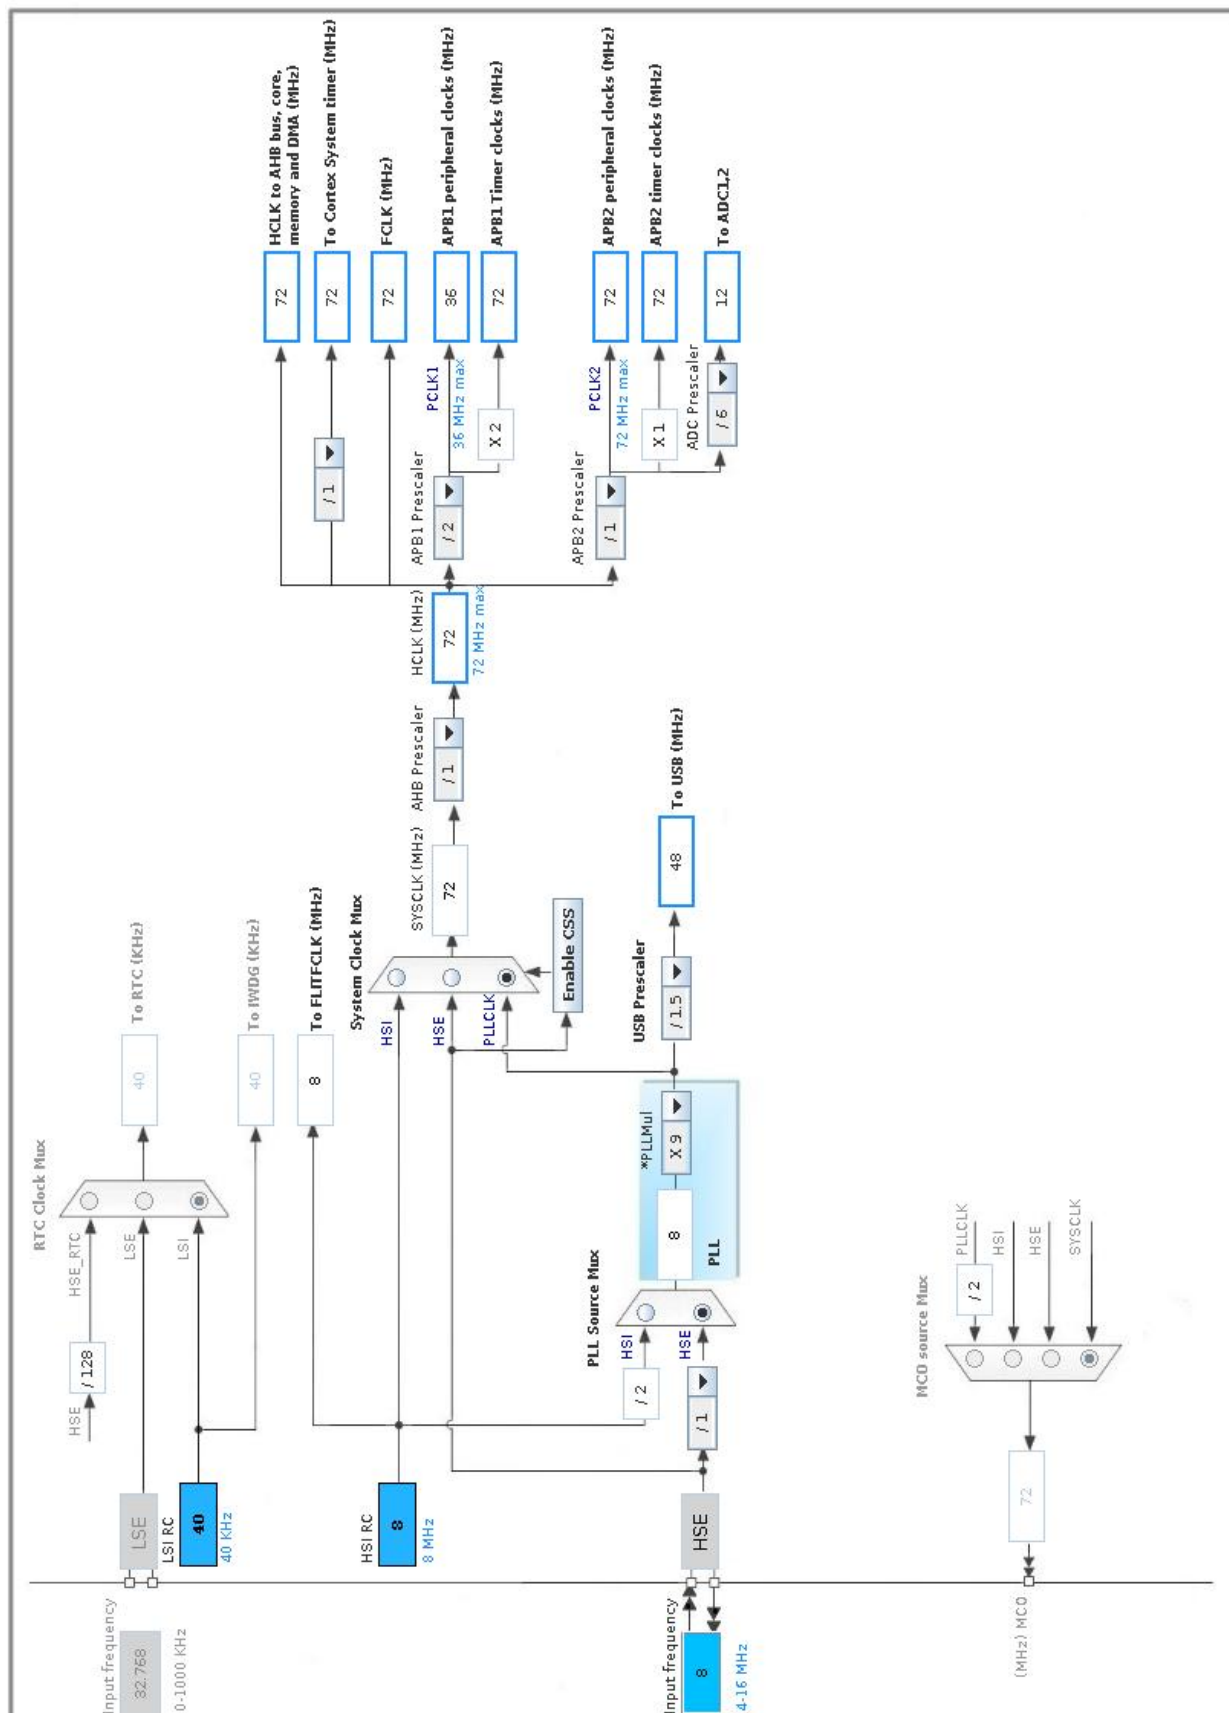 RTC Clock Mux
HSE
/ 128
HSE_RTC
LSE
LSI
40
To RTC (KHz)
40
To IWDG (KHz)
Input frequency
32.768
0-1000 KHz
LSE
LSI RC
40
40 KHz
8
To FLITFCLK (MHz)
HSI RC
8
8 MHz
System Clock Mux
HSI
HSE
PLLCLK
Enable CSS
SYSCLK (MHz)
72
AHB Prescaler
/ 1
HCLK (MHz)
72
72 MHz max
72
HCLK to AHB bus, core,
memory and DMA (MHz)
/ 1
72
To Cortex System timer (MHz)
72
FCLK (MHz)
APB1 Prescaler
/ 2
PCLK1
36 MHz max
36
APB1 peripheral clocks (MHz)
X 2
72
APB1 Timer clocks (MHz)
APB2 Prescaler
/ 1
PCLK2
72 MHz max
72
APB2 peripheral clocks (MHz)
X 1
72
APB2 timer clocks (MHz)
ADC Prescaler
/ 6
12
To ADC1,2
PLL Source Mux
HSI
/ 2
HSE
/ 1
8
*PLLMul
X 9
PLL
USB Prescaler
/ 1.5
48
To USB (MHz)
Input frequency
8
4-16 MHz
HSE
MCO source Mux
PLLCLK
/ 2
HSI
HSE
SYSCLK
72
(MHz) MCO